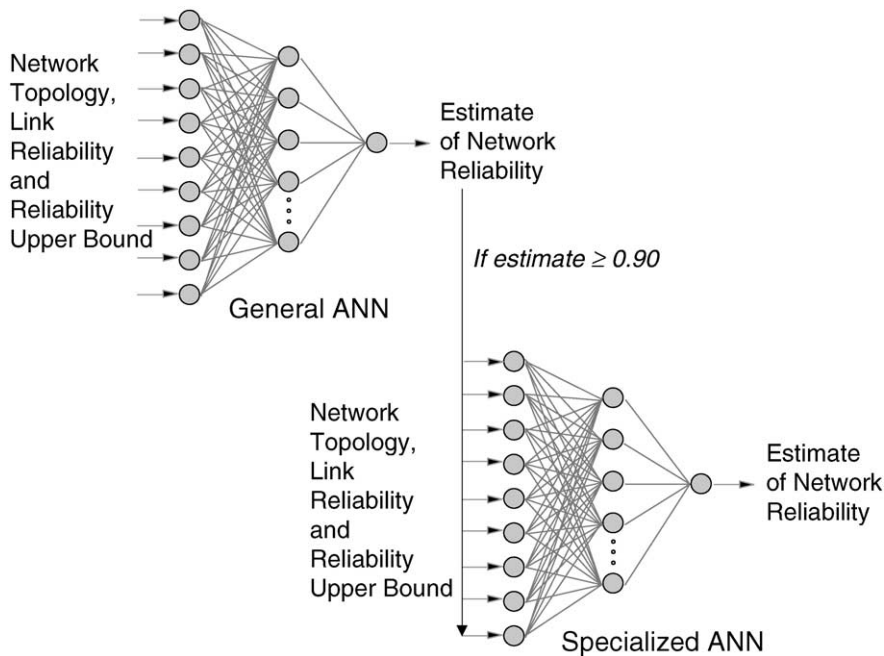 Network
Topology,
Link
Reliability
and
Reliability
Upper Bound
Estimate
of Network
Reliability
If estimate ≥ 0.90
General ANN
Network
Topology,
Link
Reliability
and
Reliability
Upper Bound
Estimate
of Network
Reliability
Specialized ANN